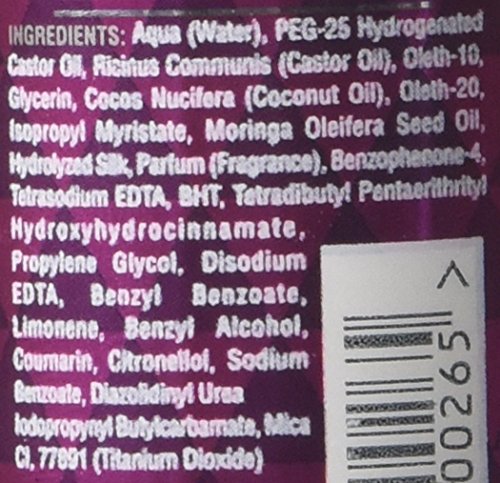 INGREDIENTS: Aqua (Water), PEG-25 Hydrogenated
Castor Oil, Ricinus Communis (Castor Oil), Oleth-10,
Glycerin, Cocos Nucifera (Coconut Oil), Oleth-20,
Isopropyl Myristate, Moringa Oleifera Seed Oil,
Hydrolyzed Silk, Parfum (Fragrance), Benzophenone-4,
Tetrasodium EDTA, BHT, Tetradibutyl Pentaerithrityl
Hydroxyhydrocinnamate,
Propylene Glycol, Disodium
EDTA, Benzyl Benzoate,
Limonene, Benzyl Alcohol,
Coumarin, Citronellol, Sodium
Benzoate, Diazolidinyl Urea
Iodopropynyl Butylcarbamate, Mica
CI, 77891 (Titanium Dioxide)
00265 >